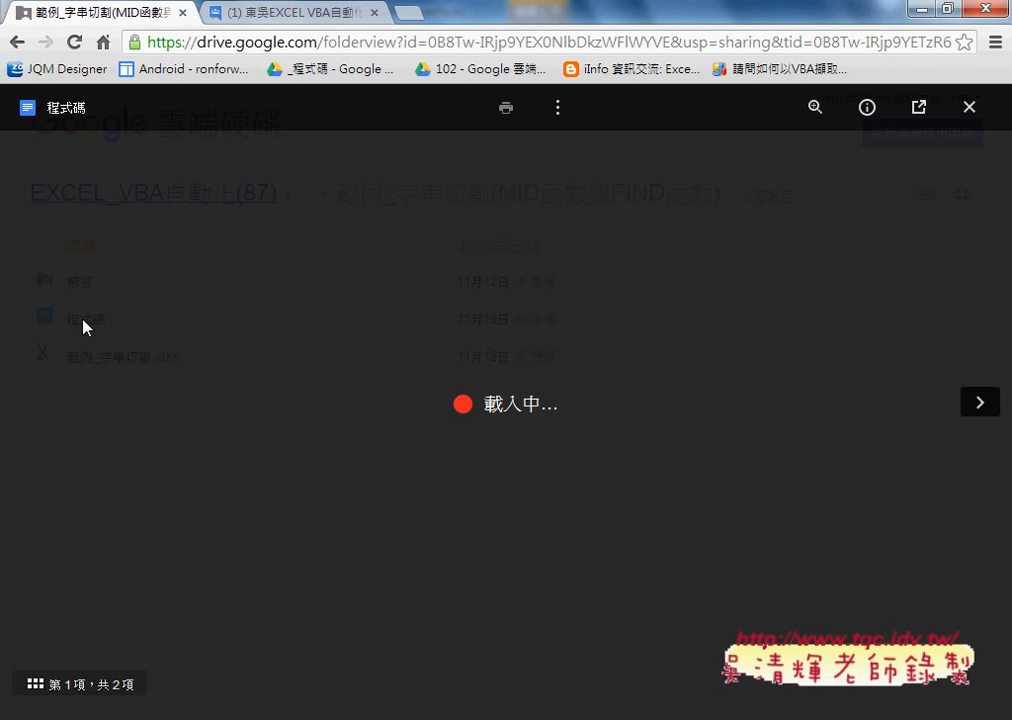 範例_字串切割(MID函數與
(1) 東吳EXCEL VBA自動化
https://drive.google.com/folderview?id=0B8Tw-IRjp9YEX0NlbDkzWFlWYVE&usp=sharing&tid=0B8Tw-IRjp9YETzR6
JQM Designer
Android - ronforw...
_程式碼 - Google ...
102 - Google 雲端...
iInfo 資訊交流: Exce...
請問如何以VBA擷取...
程式碼
Google 雲端硬碟
EXCEL_VBA自動化(87) › .. › 範例_字串切割(MID函數與FIND函數)
解答 11月12日
程式碼 11月18日
範例_字串切割.xlsx 11月12日
載入中...
http://www.tqc.idv.tw/
吳清輝老師錄製
第 1 項，共 2 項